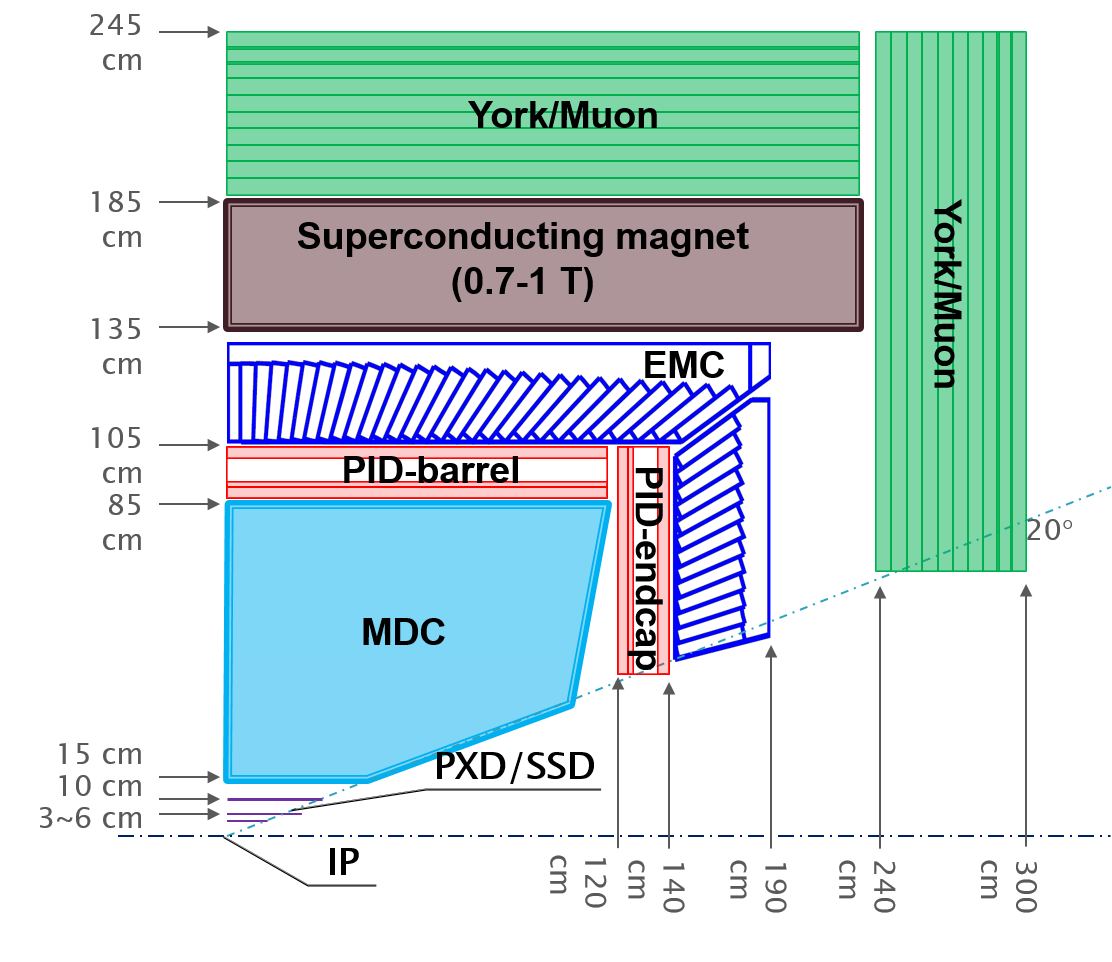 245
cm
York/Muon
185
cm
Superconducting magnet
(0.7-1 T)
135
cm
EMC
York/Muon
105
cm
PID-barrel
PID-endcap
85
cm
20°
MDC
15 cm
10 cm
3~6 cm
PXD/SSD
IP
120
cm
140
cm
190
cm
240
cm
300
cm